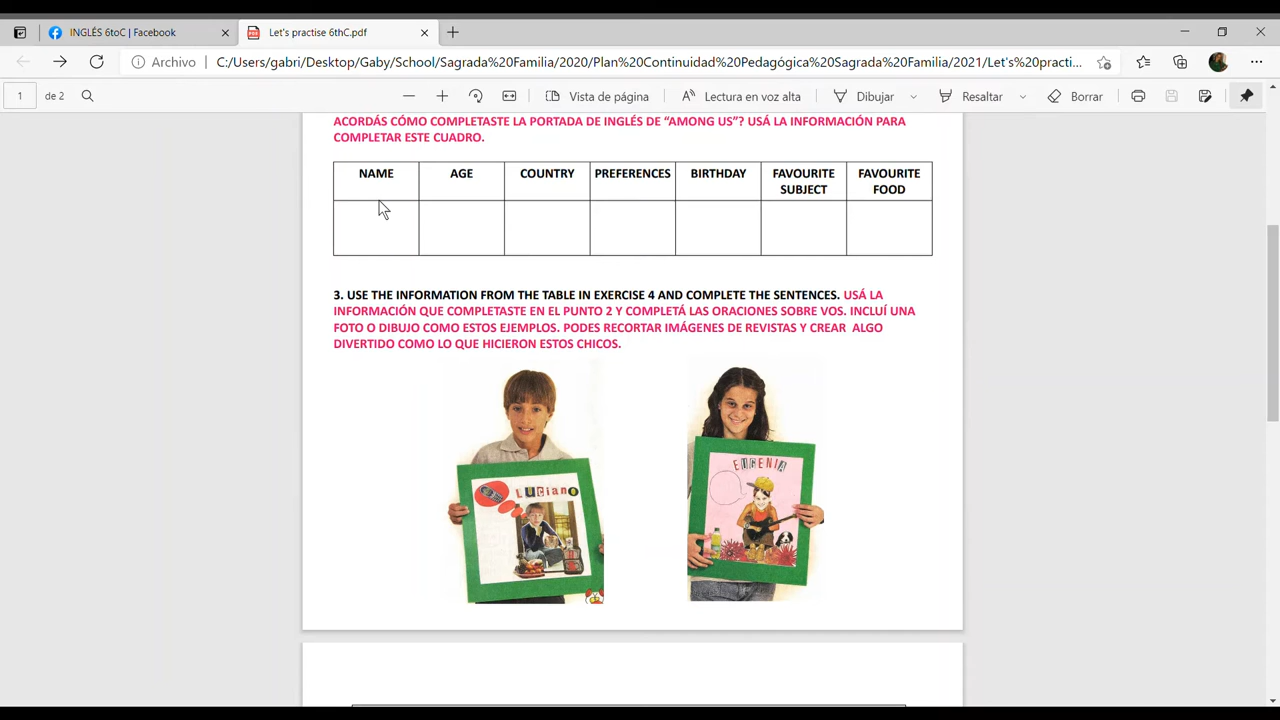 INGLÉS 6toC | Facebook
Let's practise 6thC.pdf
Archivo
C:/Users/gabri/Desktop/Gaby/School/Sagrada%20Familia/2020/Plan%20Continuidad%20Pedagógica%20Sagrada%20Familia/2021/Let's%20practi...
1
de 2
Vista de página
Lectura en voz alta
Dibujar
Resaltar
Borrar
ACORDÁS CÓMO COMPLETASTE LA PORTADA DE INGLÉS DE “AMONG US”? USÁ LA INFORMACIÓN PARA
COMPLETAR ESTE CUADRO.
NAME
AGE
COUNTRY
PREFERENCES
BIRTHDAY
FAVOURITE
SUBJECT
FAVOURITE
FOOD
3. USE THE INFORMATION FROM THE TABLE IN EXERCISE 4 AND COMPLETE THE SENTENCES. USÁ LA
INFORMACIÓN QUE COMPLETASTE EN EL PUNTO 2 Y COMPLETÁ LAS ORACIONES SOBRE VOS. INCLUÍ UNA
FOTO O DIBUJO COMO ESTOS EJEMPLOS. PODES RECORTAR IMÁGENES DE REVISTAS Y CREAR ALGO
DIVERTIDO COMO LO QUE HICIERON ESTOS CHICOS.
LUCIano
EUGENIA